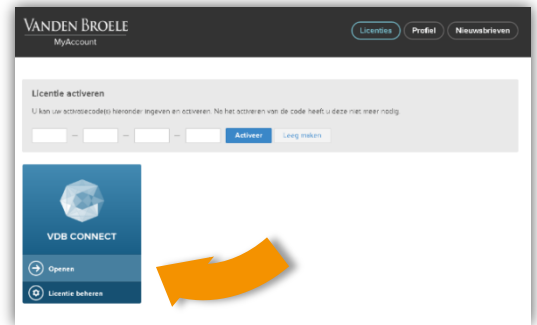 VANDEN BROELE
MyAccount
Licenties
Profiel
Nieuwsbrieven
Licentie activeren
U kan uw activatiecode(s) hieronder ingeven en activeren. Na het activeren van de code heeft u deze niet meer nodig.
Activeer
Leeg maken
VDB CONNECT
Openen
Licentie beheren